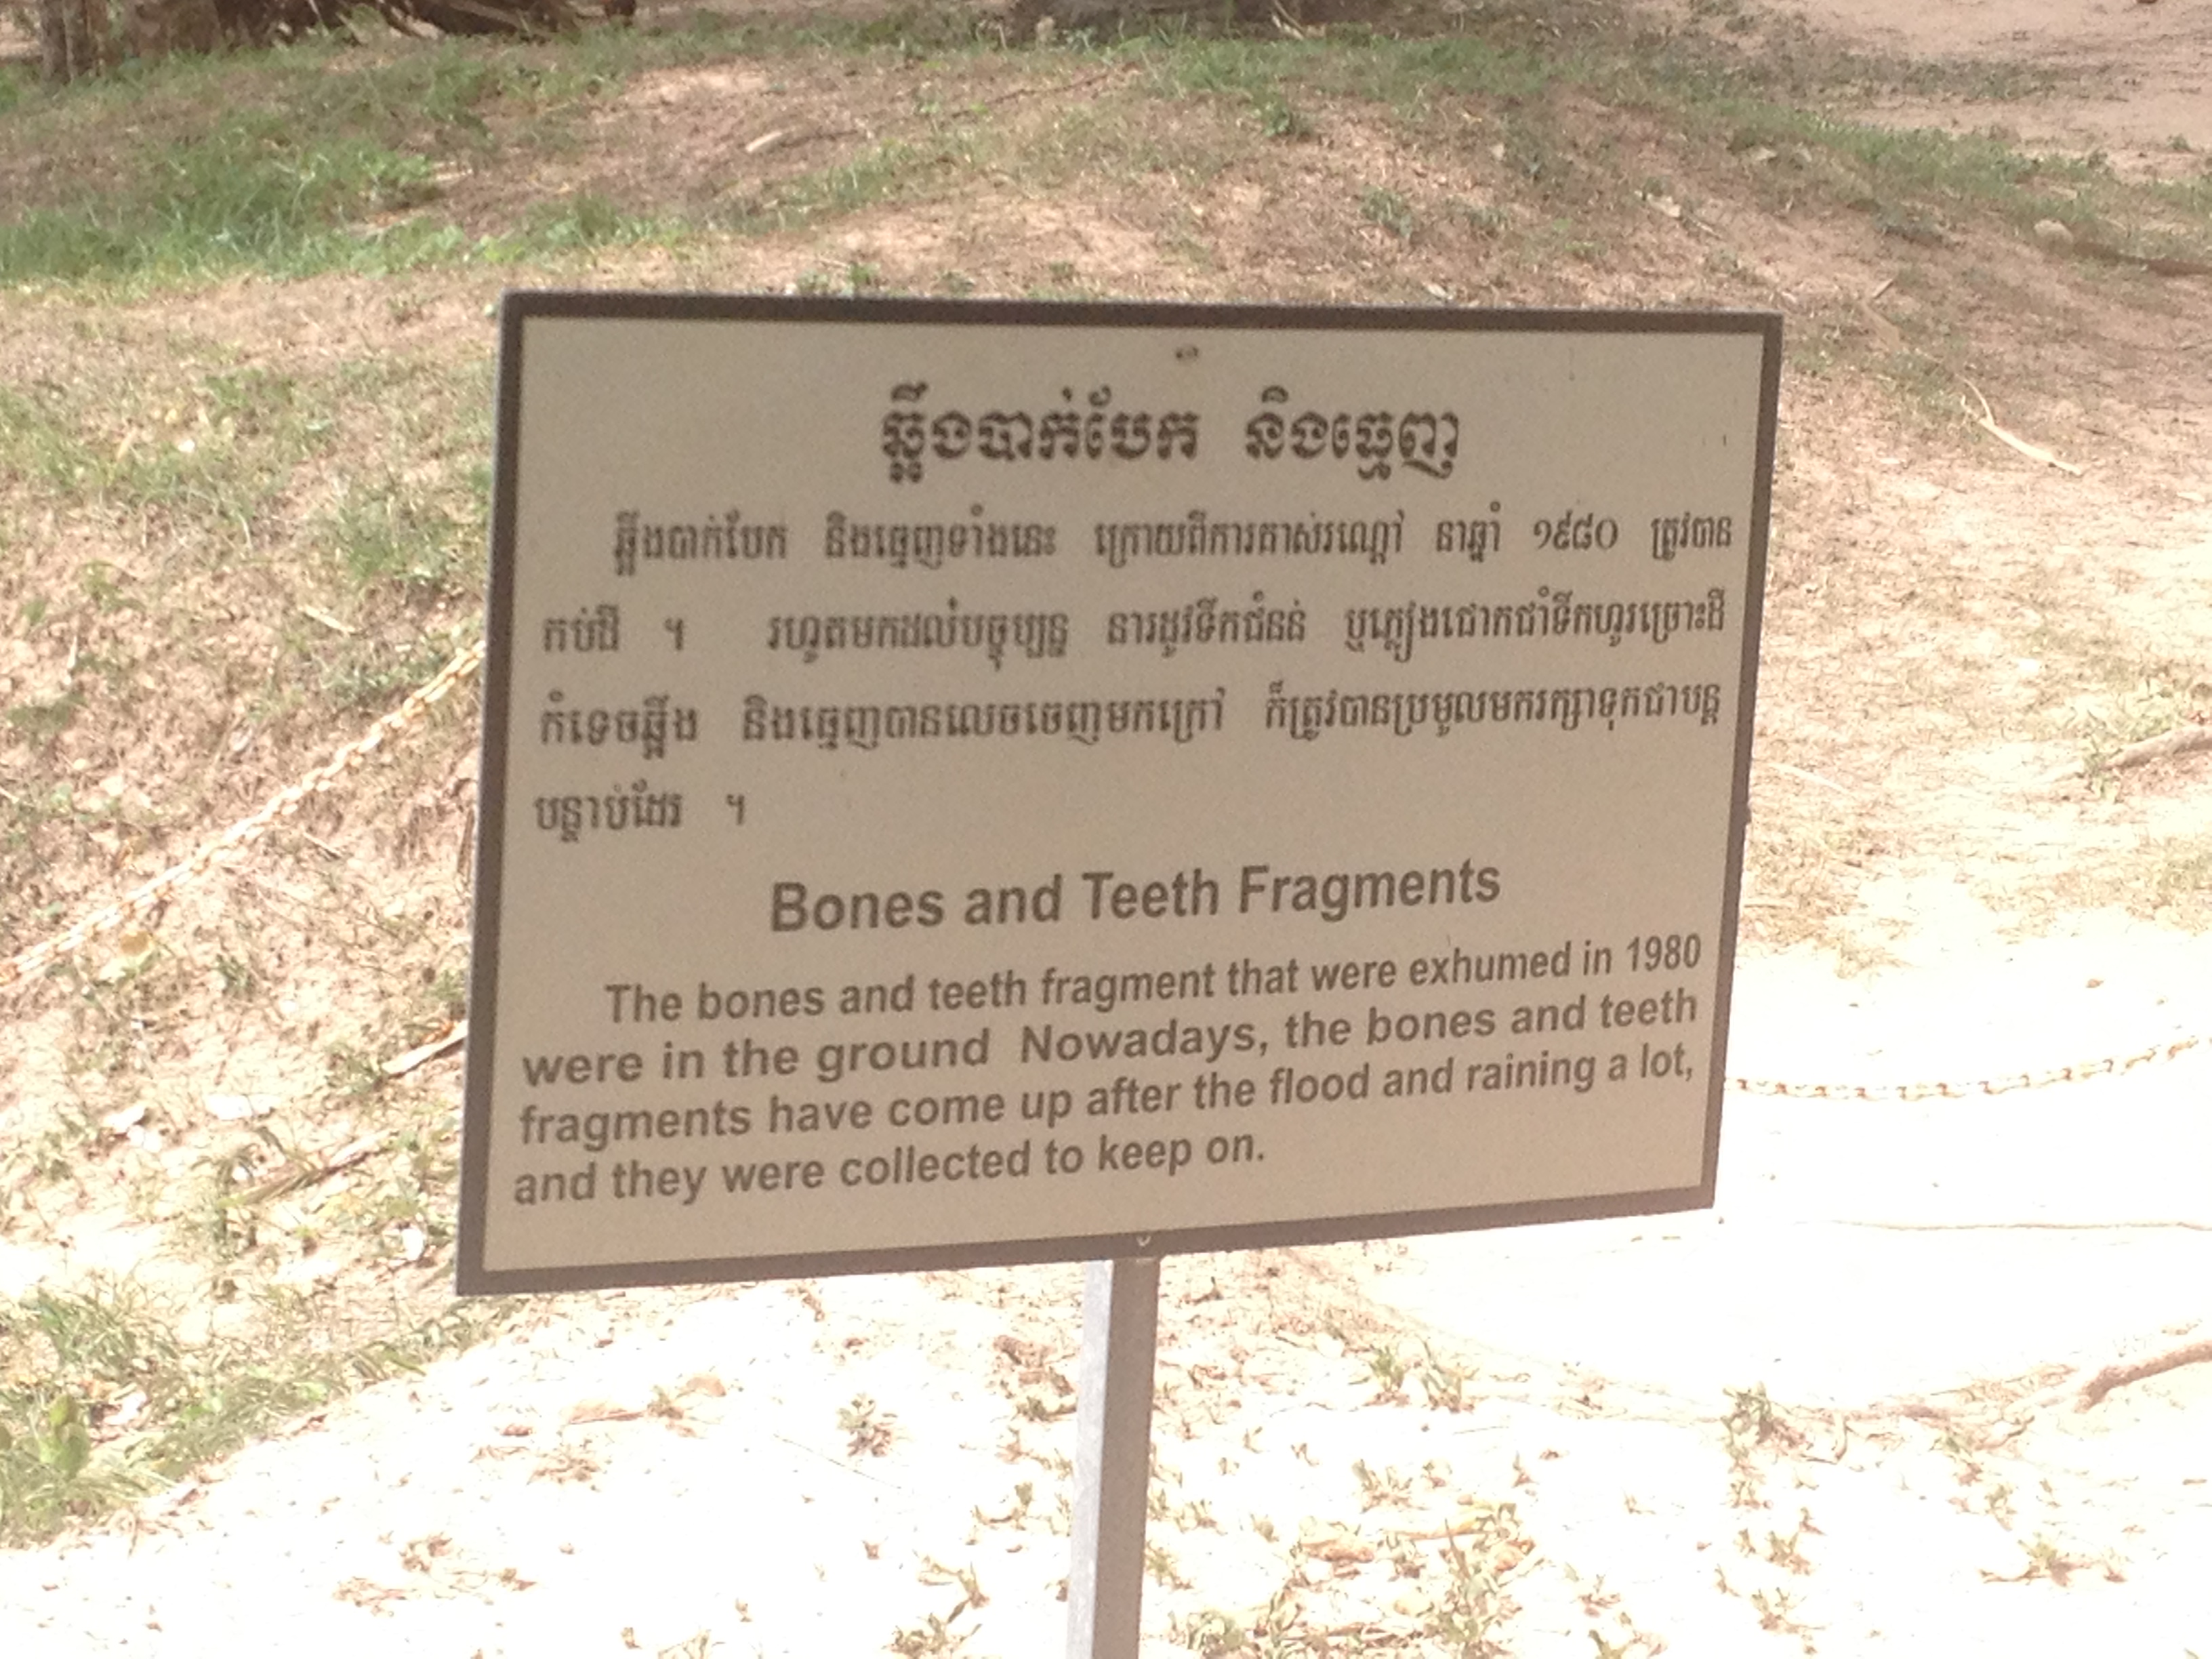 ឆ្អឹងបាក់បែក និងធ្មេញ
ឆ្អឹងបាក់បែក និងធ្មេញទាំងនេះ ក្រោយពីការគាស់រណ្ដៅ នាឆ្នាំ ១៩៨០ ត្រូវបាន
កប់ដី ។ រហូតមកដល់បច្ចុប្បន្ន នារដូវទឹកជំនន់ ឬភ្លៀងជោកជាំទឹកហូរច្រោះដី
កំទេចឆ្អឹង និងធ្មេញបានលេចចេញមកក្រៅ ក៏ត្រូវបានប្រមូលមករក្សាទុកជាបន្ត
បន្ទាប់ដែរ ។
Bones and Teeth Fragments
The bones and teeth fragment that were exhumed in 1980
were in the ground Nowadays, the bones and teeth
fragments have come up after the flood and raining a lot,
and they were collected to keep on.